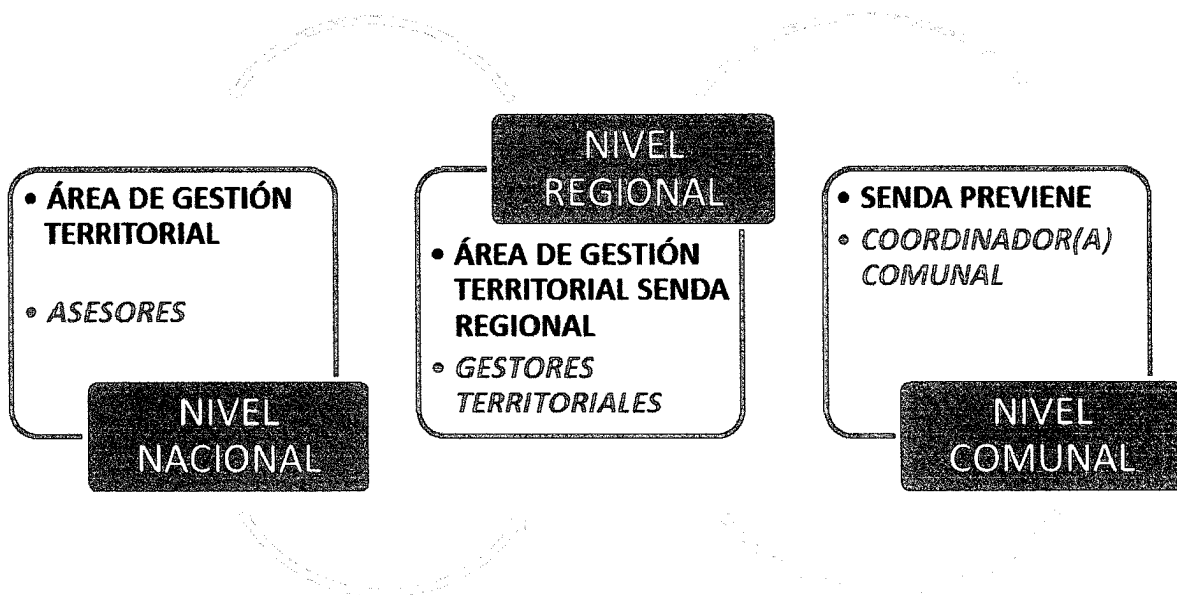 • ÁREA DE GESTIÓN
TERRITORIAL
• ASESORES
NIVEL
NACIONAL
NIVEL
REGIONAL
• ÁREA DE GESTIÓN
TERRITORIAL SENDA
REGIONAL
• GESTORES
TERRITORIALES
• SENDA PREVIENE
• COORDINADOR(A)
COMUNAL
NIVEL
COMUNAL